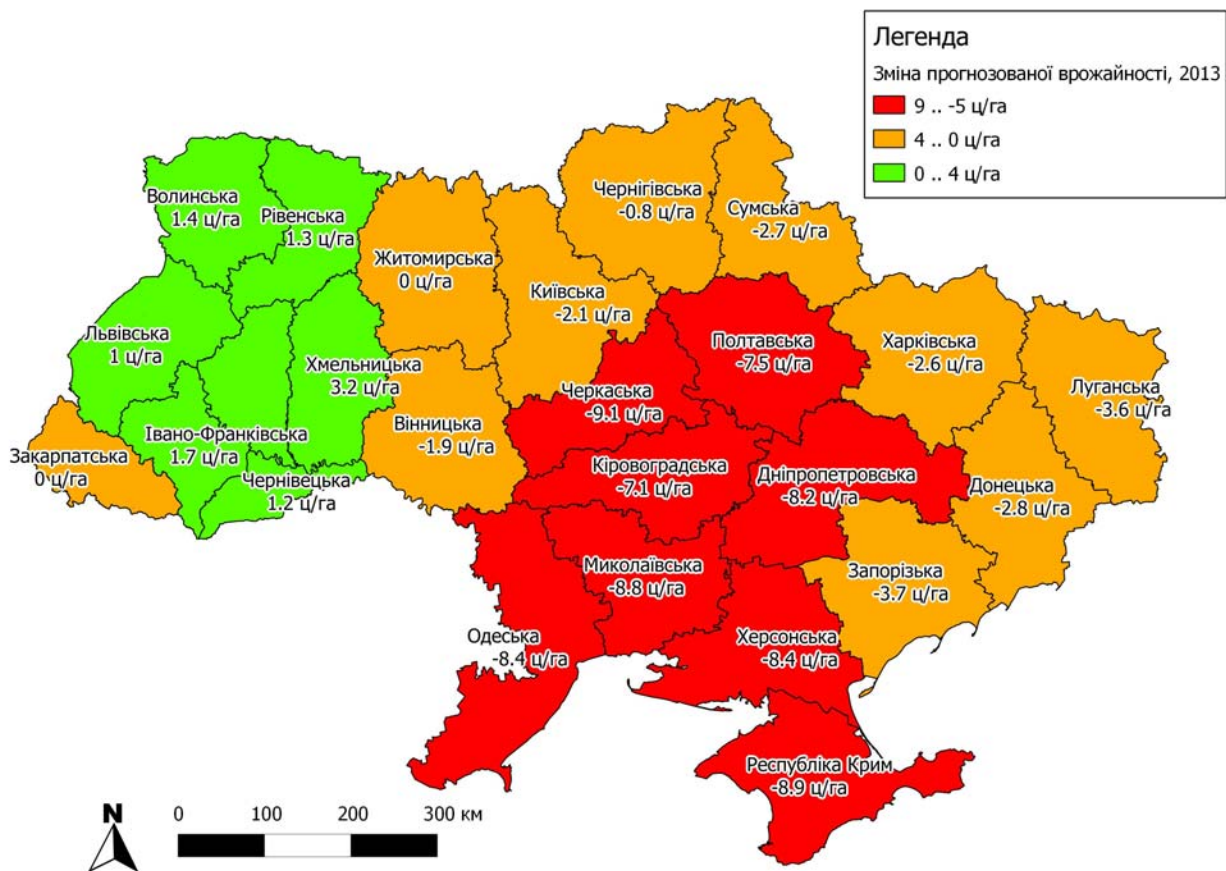 Легенда
Зміна прогнозованої врожайності, 2013
9 .. -5 ц/га
4 .. 0 ц/га
0 .. 4 ц/га
Волинська
1.4 ц/га
Рівенська
1.3 ц/га
Житомирська
0 ц/га
Київська
-2.1 ц/га
Чернігівська
-0.8 ц/га
Сумська
-2.7 ц/га
Львівська
1 ц/га
Хмельницька
3.2 ц/га
Вінницька
-1.9 ц/га
Черкаська
-9.1 ц/га
Полтавська
-7.5 ц/га
Харківська
-2.6 ц/га
Луганська
-3.6 ц/га
Закарпатська
0 ц/га
Івано-Франківська
1.7 ц/га
Чернівецька
1.2 ц/га
Кіровоградська
-7.1 ц/га
Дніпропетровська
-8.2 ц/га
Донецька
-2.8 ц/га
Миколаївська
-8.8 ц/га
Запорізька
-3.7 ц/га
Одеська
-8.4 ц/га
Херсонська
-8.4 ц/га
Республіка Крим
-8.9 ц/га
N
0 100 200 300 км